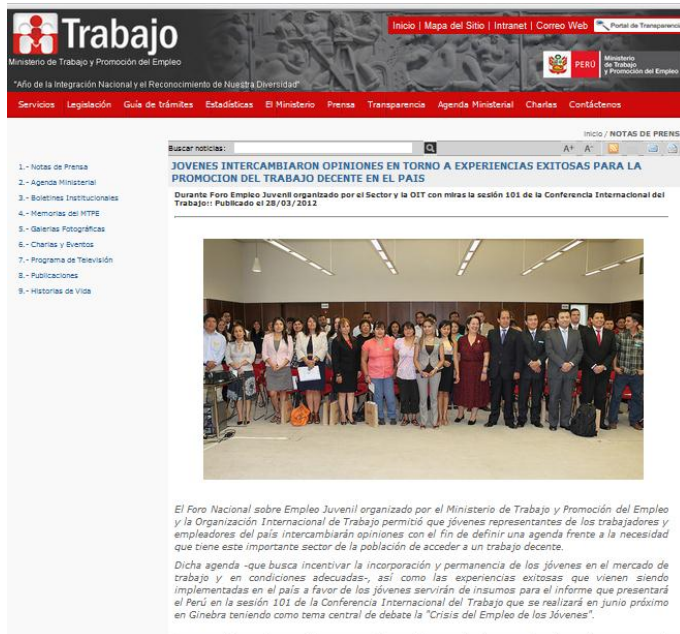 Trabajo
Ministerio de Trabajo y Promoción del Empleo
"Año de la Integración Nacional y el Reconocimiento de Nuestra Diversidad"
Inicio | Mapa del Sitio | Intranet | Correo Web
Portal de Transparencia
PERÚ
Ministerio
de Trabajo
y Promoción del Empleo
Servicios Legislación Guía de trámites Estadísticas El Ministerio Prensa Transparencia Agenda Ministerial Charlas Contáctenos
Inicio / NOTAS DE PRENS
Buscar noticias:
A+ A-
1.- Notas de Prensa
2.- Agenda Ministerial
3.- Boletines Institucionales
4.- Memorias del MTPE
5.- Galerias Fotográficas
6.- Charlas y Eventos
7.- Programa de Televisión
8.- Publicaciones
9.- Historias de Vida
JOVENES INTERCAMBIARON OPINIONES EN TORNO A EXPERIENCIAS EXITOSAS PARA LA
PROMOCION DEL TRABAJO DECENTE EN EL PAIS
Durante Foro Empleo Juvenil organizado por el Sector y la OIT con miras la sesión 101 de la Conferencia Internacional del
Trabajo:: Publicado el 28/03/2012
El Foro Nacional sobre Empleo Juvenil organizado por el Ministerio de Trabajo y Promoción del Empleo
y la Organización Internacional de Trabajo permitió que jóvenes representantes de los trabajadores y
empleadores del país intercambiarán opiniones con el fin de definir una agenda frente a la necesidad
que tiene este importante sector de la población de acceder a un trabajo decente.
Dicha agenda -que busca incentivar la incorporación y permanencia de los jóvenes en el mercado de
trabajo y en condiciones adecuadas-, así como las experiencias exitosas que vienen siendo
implementadas en el país a favor de los jóvenes servirán de insumos para el informe que presentará
el Perú en la sesión 101 de la Conferencia Internacional del Trabajo que se realizará en junio próximo
en Ginebra teniendo como tema central de debate la "Crisis del Empleo de los Jóvenes".